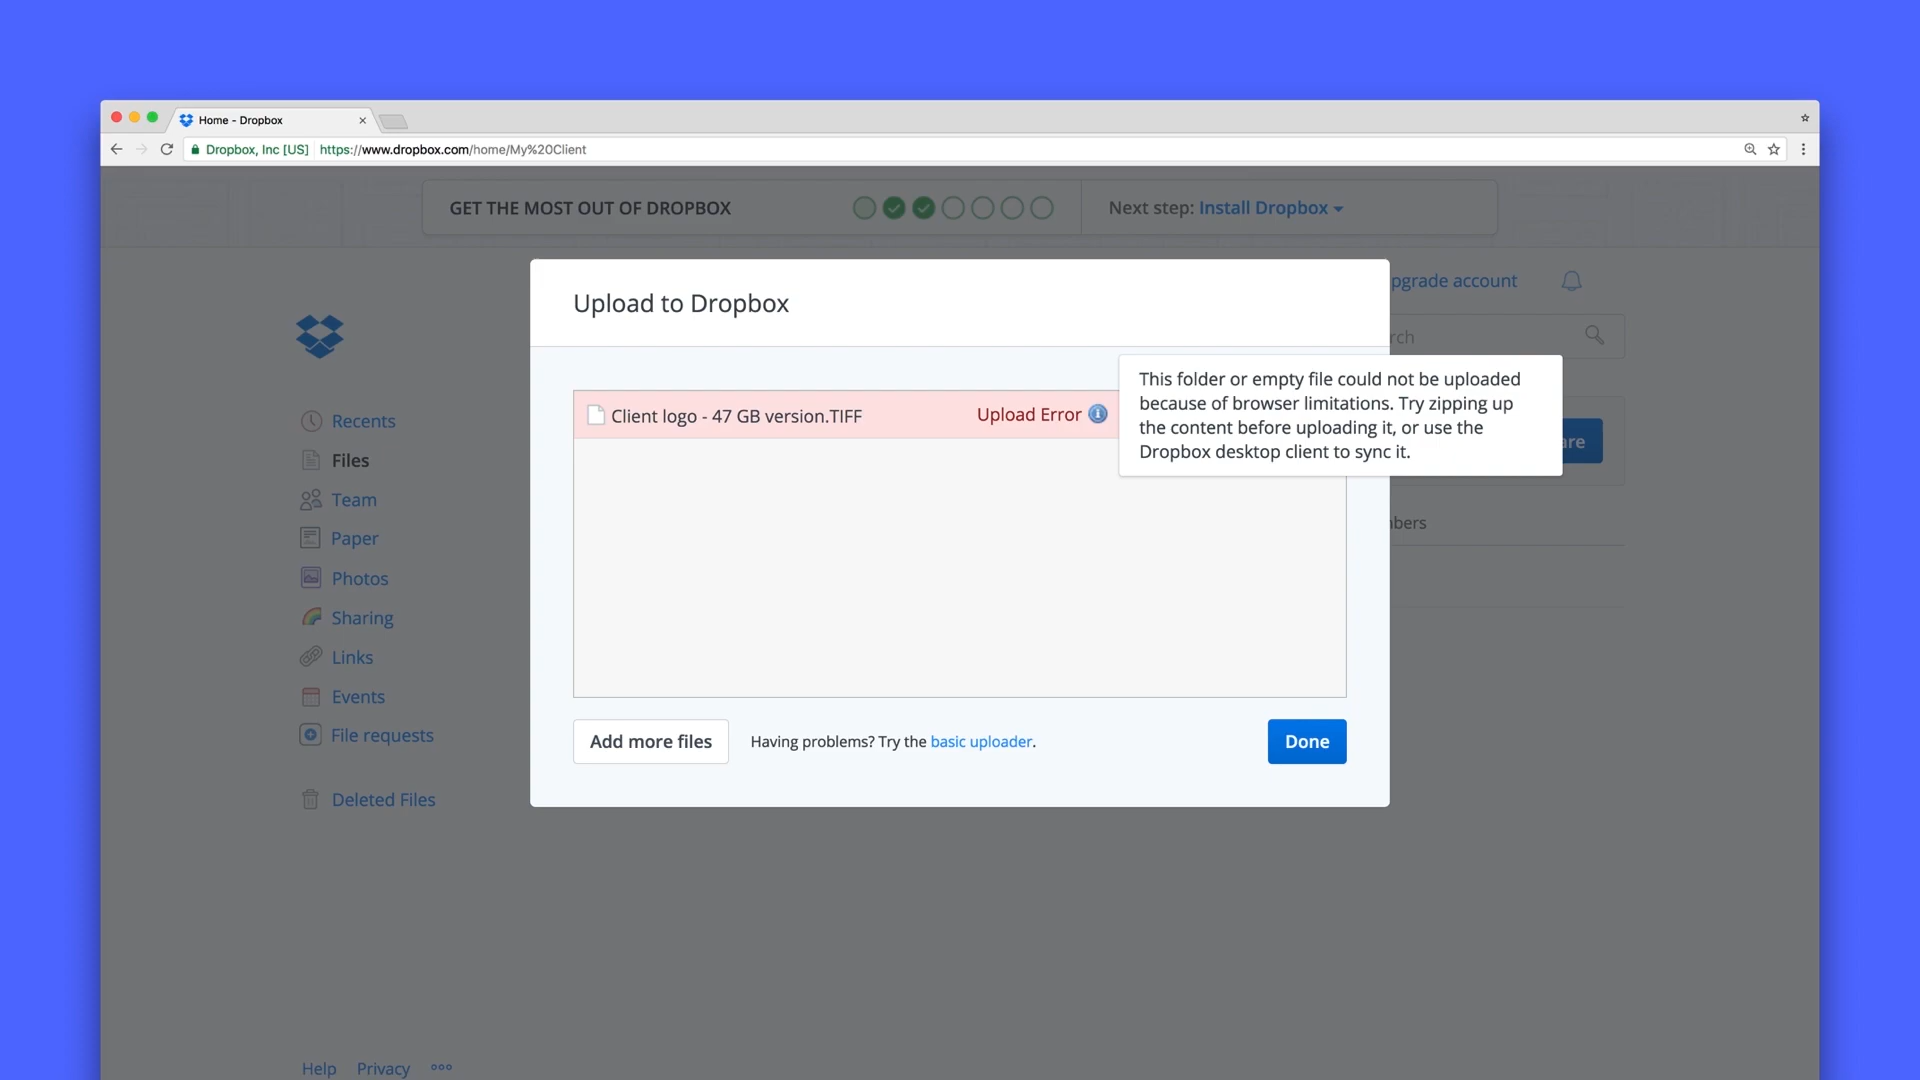 Home - Dropbox
Dropbox, Inc [US] https://www.dropbox.com/home/My%20Client
GET THE MOST OUT OF DROPBOX
Next step: Install Dropbox
pgrade account
rch
Upload to Dropbox
Client logo - 47 GB version.TIFF
Upload Error
This folder or empty file could not be uploaded
because of browser limitations. Try zipping up
the content before uploading it, or use the
Dropbox desktop client to sync it.
are
bers
Recents
Files
Team
Paper
Photos
Sharing
Links
Events
File requests
Deleted Files
Add more files
Having problems? Try the basic uploader.
Done
Help Privacy